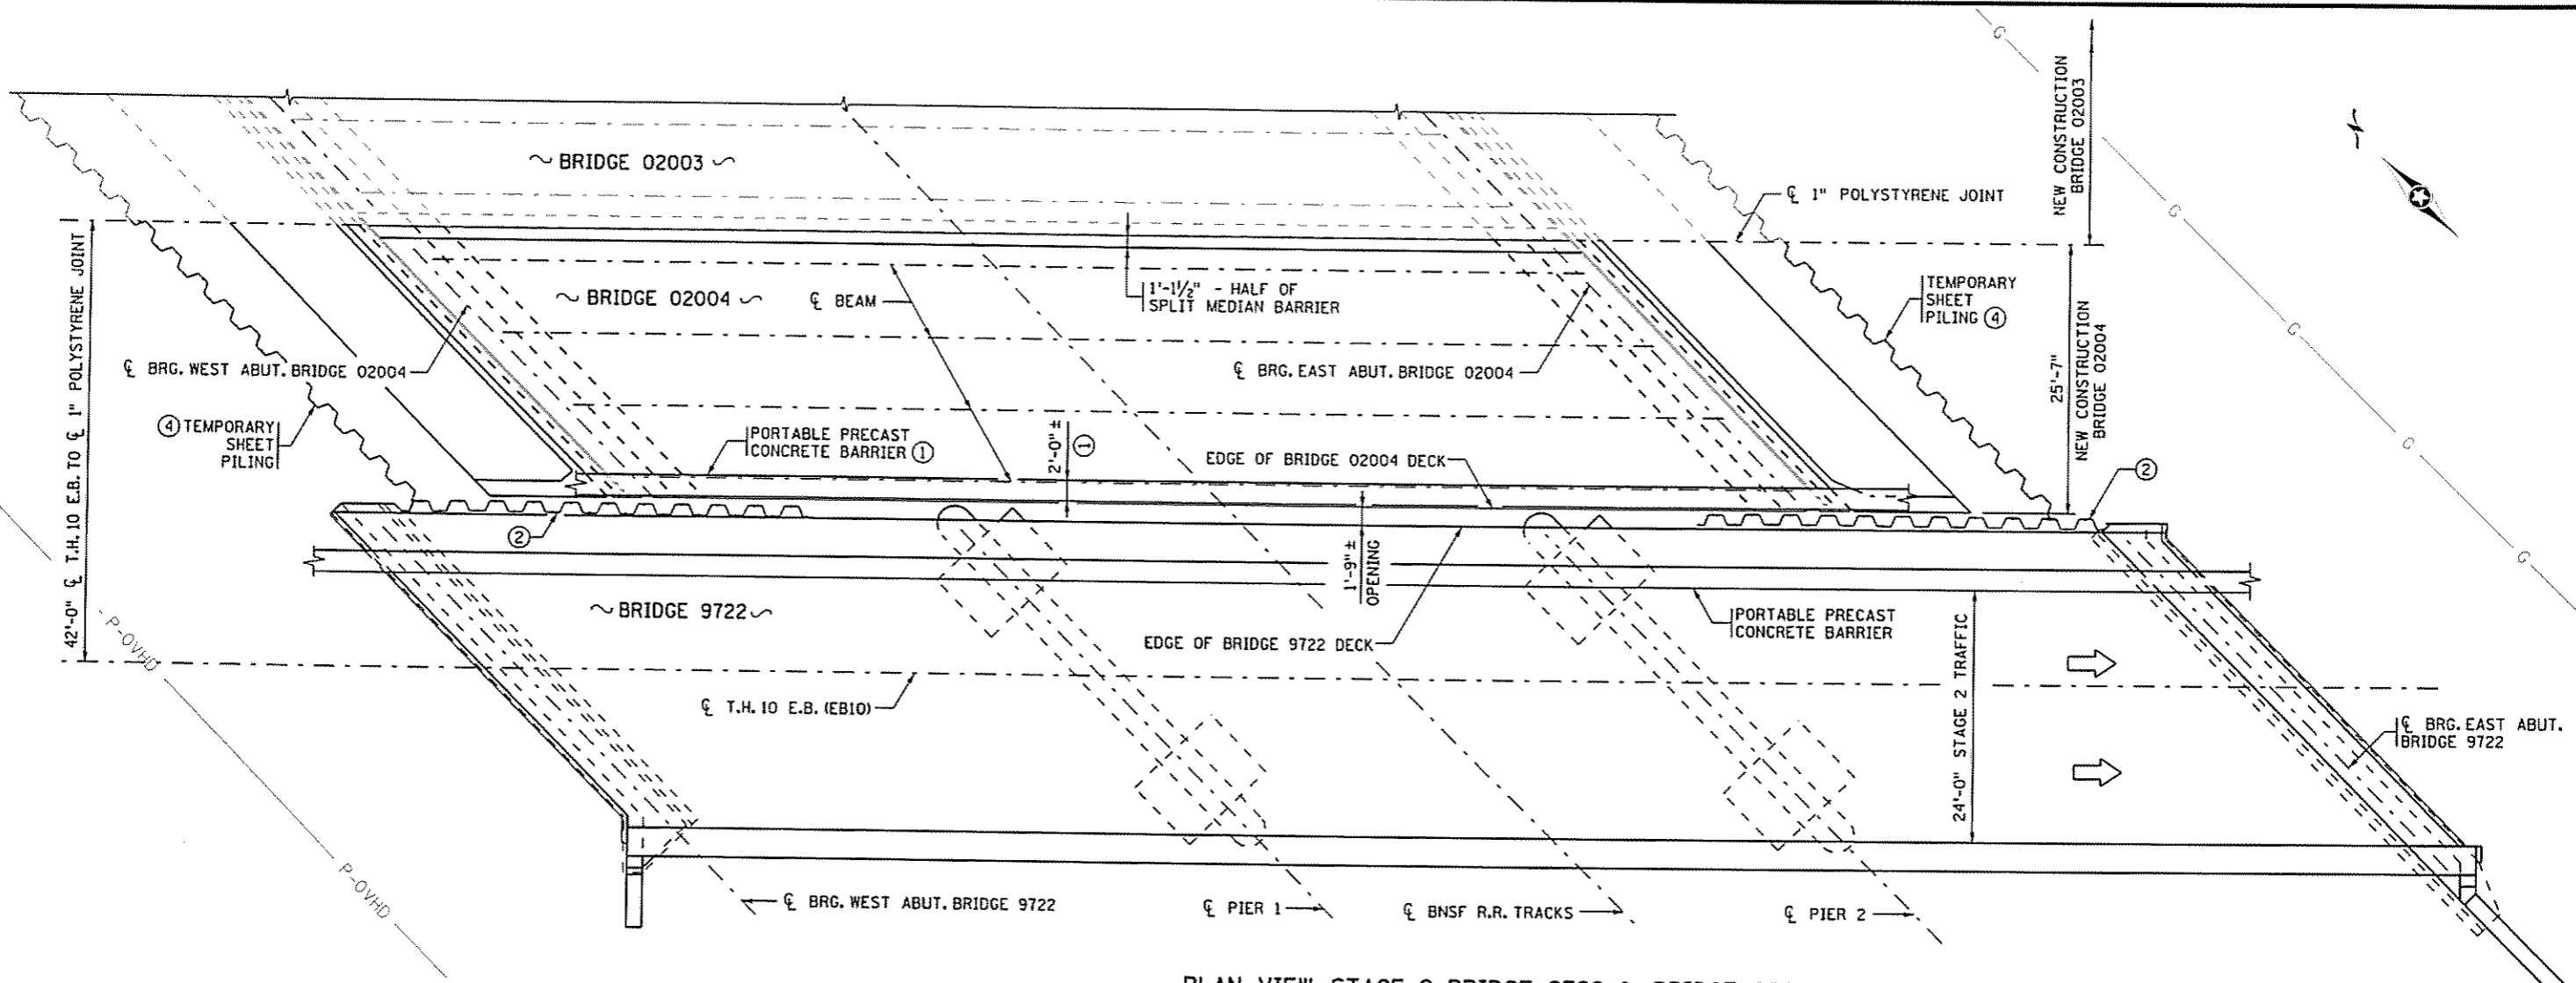 G
NEW CONSTRUCTION
BRIDGE 02003
~ BRIDGE 02003 ~
℄ 1" POLYSTYRENE JOINT
G
42'-0" ℄ T.H. 10 E.B. TO ℄ 1" POLYSTYRENE JOINT
~ BRIDGE 02004 ~
℄ BEAM
1'-1½" - HALF OF
SPLIT MEDIAN BARRIER
TEMPORARY
SHEET
PILING ④
25'-7"
NEW CONSTRUCTION
BRIDGE 02004
G
℄ BRG. WEST ABUT. BRIDGE 02004
℄ BRG. EAST ABUT. BRIDGE 02004
④ TEMPORARY
SHEET
PILING
PORTABLE PRECAST
CONCRETE BARRIER ①
2'-0" ± ①
EDGE OF BRIDGE 02004 DECK
②
G
②
1'-9" ±
OPENING
G
~ BRIDGE 9722 ~
P-OVHD
EDGE OF BRIDGE 9722 DECK
PORTABLE PRECAST
CONCRETE BARRIER
24'-0" STAGE 2 TRAFFIC
℄ T.H. 10 E.B. (EB10)
℄ BRG. EAST ABUT.
BRIDGE 9722
P-OVHD
℄ BRG. WEST ABUT. BRIDGE 9722
℄ PIER 1
℄ BNSF R.R. TRACKS
℄ PIER 2